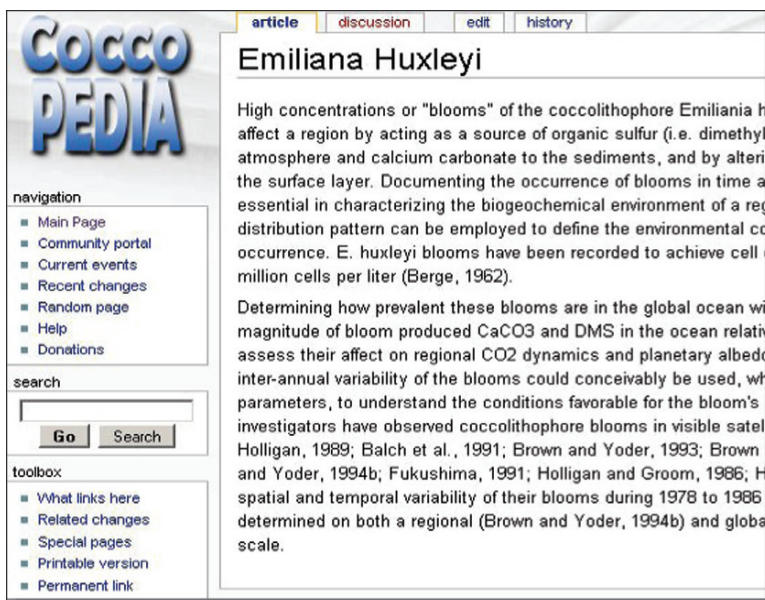 COCCO
PEDIA
article
discussion
edit
history
Emiliana Huxleyi
High concentrations or "blooms" of the coccolithophore Emiliania
affect a region by acting as a source of organic sulfur (i.e.
atmosphere and calcium carbonate to the sediments, and by
the surface layer. Documenting the occurrence of blooms in time
essential in characterizing the biogeochemical environment of a
distribution pattern can be employed to define the environmental
occurrence. E. huxleyi blooms have been recorded to achieve cell
million cells per liter (Berge, 1962).
Determining how prevalent these blooms are in the global ocean
magnitude of bloom produced CaCO3 and DMS in the ocean
assess their affect on regional CO2 dynamics and planetary
inter-annual variability of the blooms could conceivably be used,
parameters, to understand the conditions favorable for the bloom's
investigators have observed coccolithophore blooms in visible
Holligan, 1989; Balch et al., 1991; Brown and Yoder, 1993; Brown
and Yoder, 1994b; Fukushima, 1991; Holligan and Groom, 1986;
spatial and temporal variability of their blooms during 1978 to 1986
determined on both a regional (Brown and Yoder, 1994b) and
scale.
navigation
Main Page
Community portal
Current events
Recent changes
Random page
Help
Donations
search
Go
Search
toolbox
What links here
Related changes
Special pages
Printable version
Permanent link